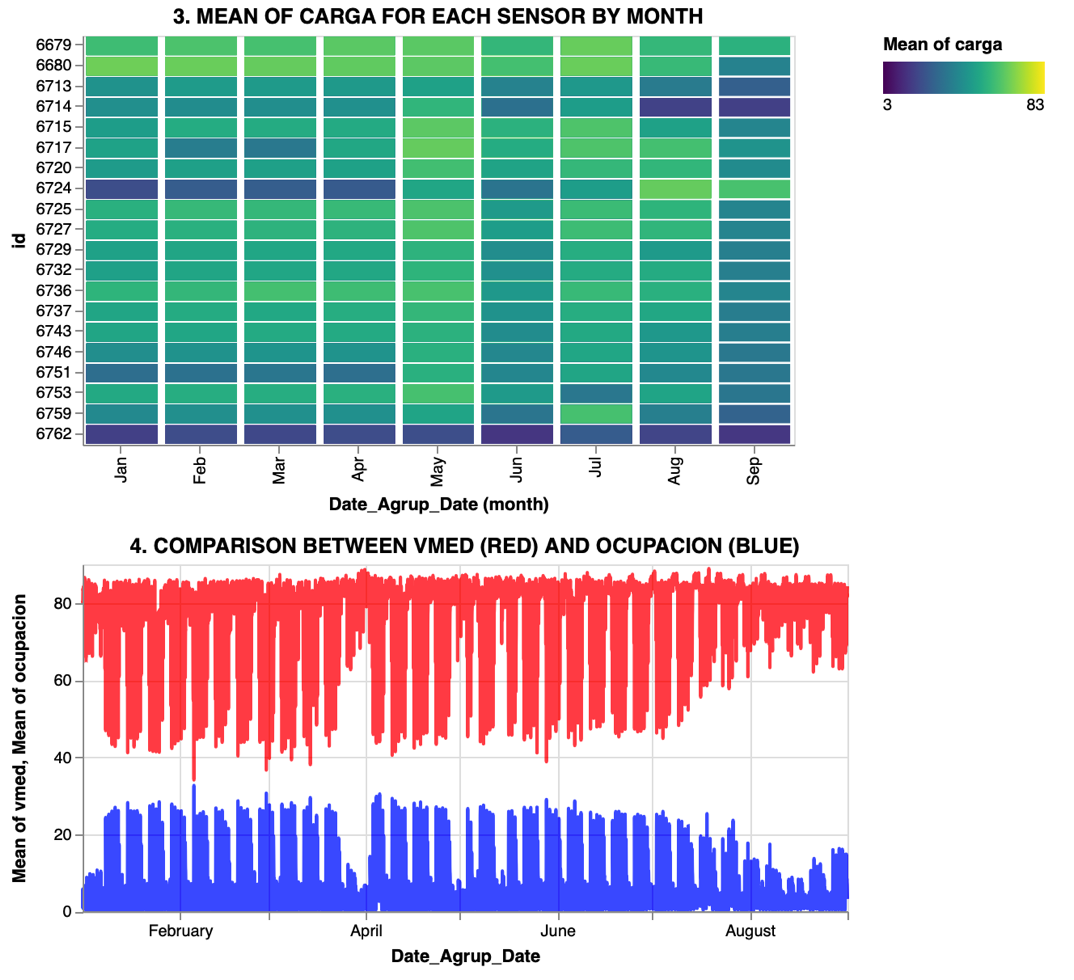 3. MEAN OF CARGA FOR EACH SENSOR BY MONTH
Mean of carga
3 83
id
6679
6680
6713
6714
6715
6717
6720
6724
6725
6727
6729
6732
6736
6737
6743
6746
6751
6753
6759
6762
Jan Feb Mar Apr May Jun Jul Aug Sep
Date_Agrup_Date (month)
4. COMPARISON BETWEEN VMED (RED) AND OCUPACION (BLUE)
Mean of vmed, Mean of ocupacion
80
60
40
20
0
February April June August
Date_Agrup_Date